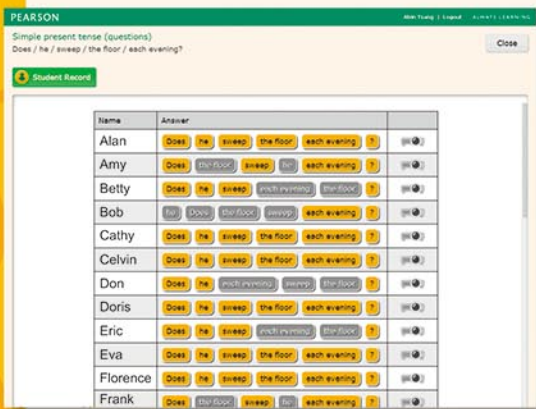 PEARSON Alan Tsang | Logout ALWAYS LEARNING
Simple present tense (questions)
Does / he / sweep / the floor / each evening?
Close
Student Record
Name Answer
Alan Does he sweep the floor each evening ?
Amy Does the floor sweep he each evening ?
Betty Does he sweep each evening the floor ?
Bob he Does the floor sweep each evening ?
Cathy Does he sweep the floor each evening ?
Celvin Does he sweep the floor each evening ?
Don Does he each evening sweep the floor ?
Doris Does he sweep the floor each evening ?
Eric Does he sweep each evening the floor ?
Eva Does he sweep the floor each evening ?
Florence Does he sweep the floor each evening ?
Frank Does the floor sweep he each evening ?